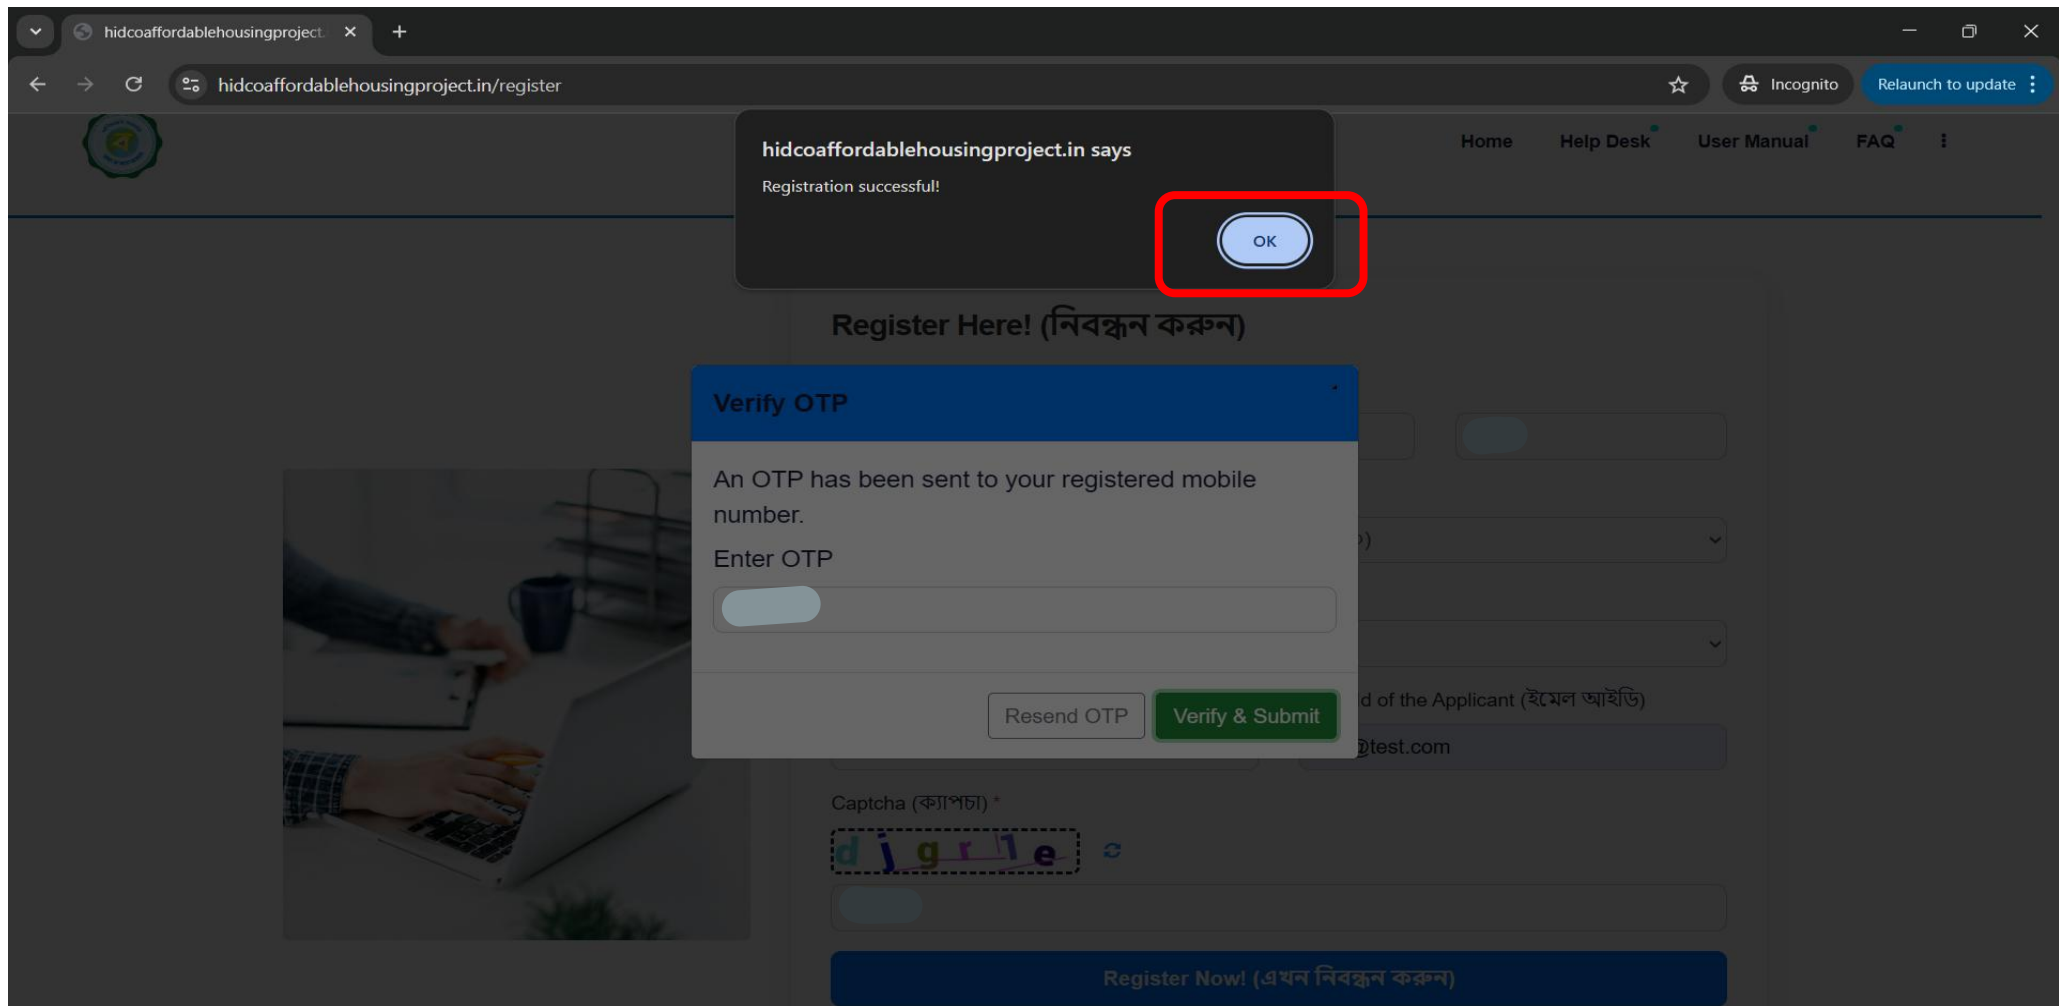 hidcoaffordablehousingproject.
hidcoaffordablehousingproject.in/register
Incognito
Relaunch to update
Home Help Desk User Manual FAQ
hidcoaffordablehousingproject.in says
Registration successful!
OK
Register Here! (নিবন্ধন করুন)
Verify OTP
An OTP has been sent to your registered mobile
number.
Enter OTP
Resend OTP Verify & Submit
d of the Applicant (ইমেল আইডি)
@test.com
Captcha (ক্যাপচা) *
Register Now! (এখন নিবন্ধন করুন)